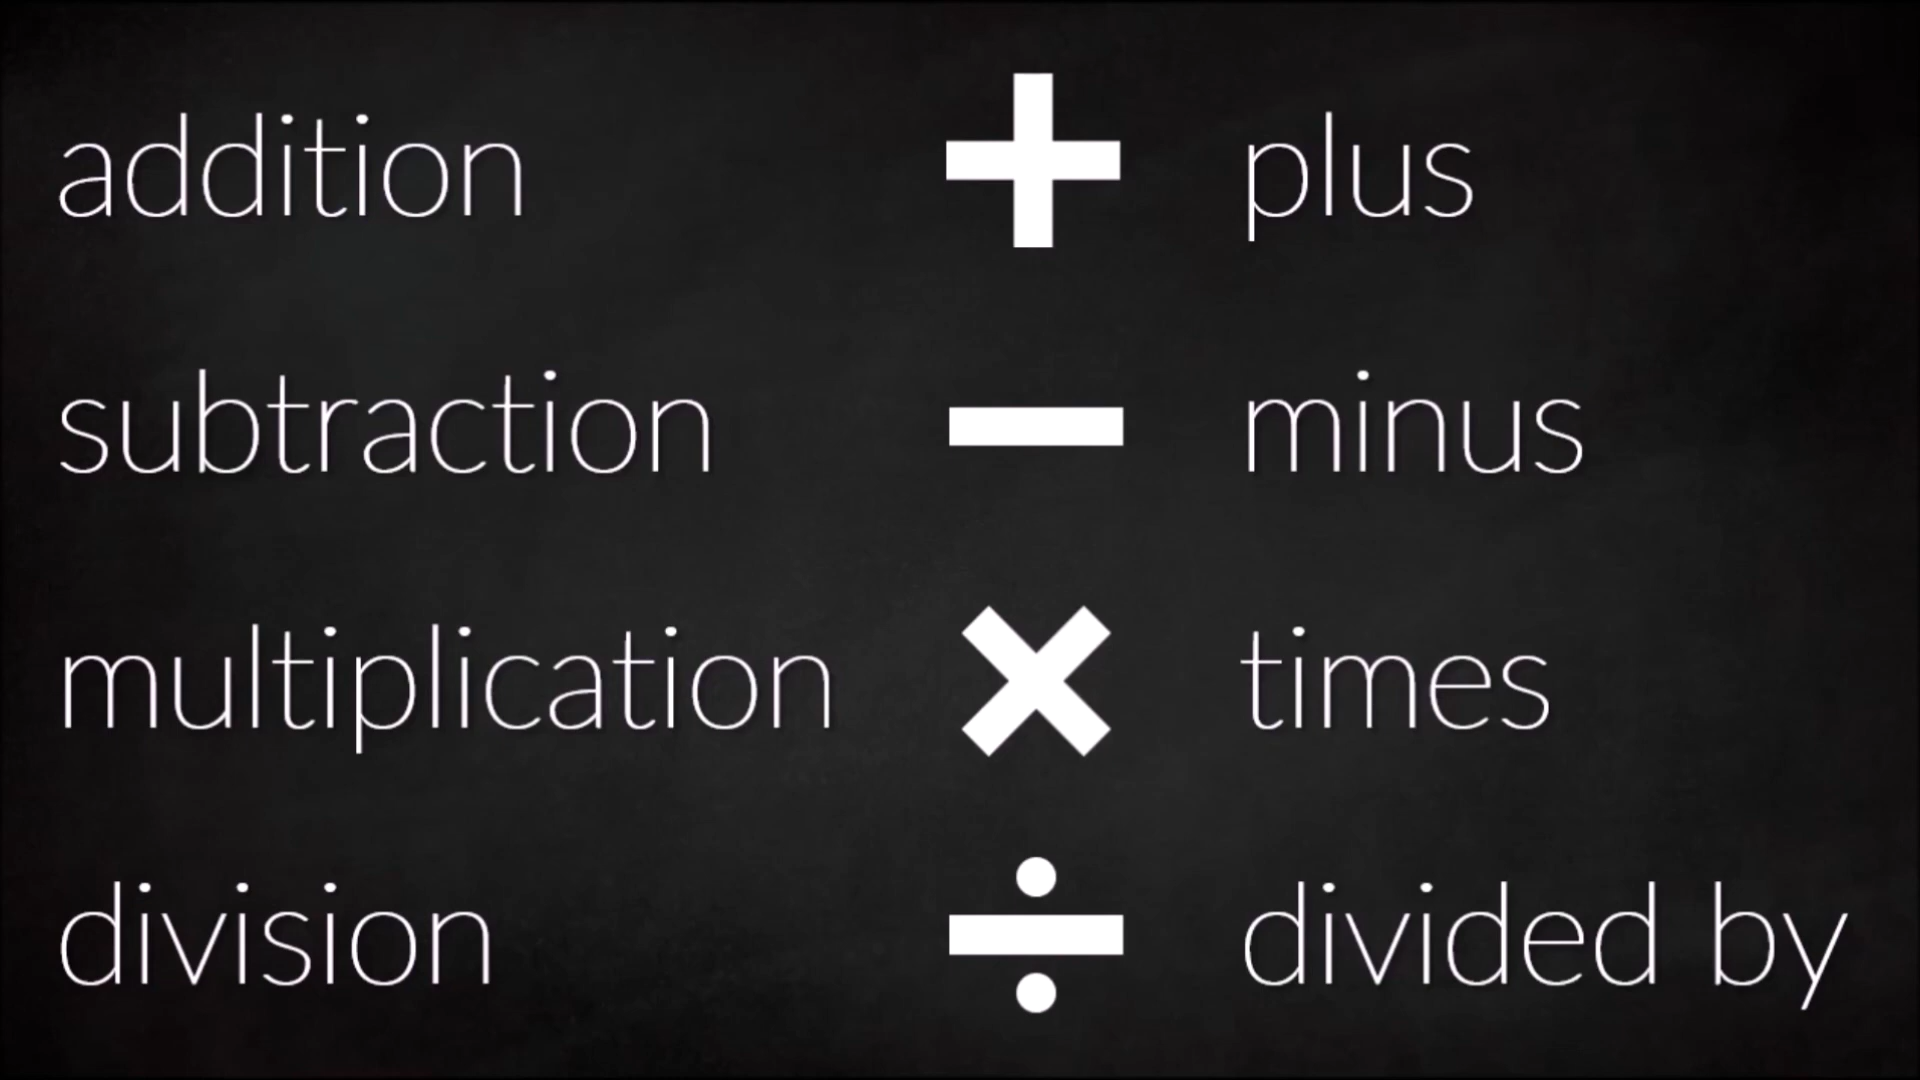 addition + plus
subtraction − minus
multiplication × times
division ÷ divided by